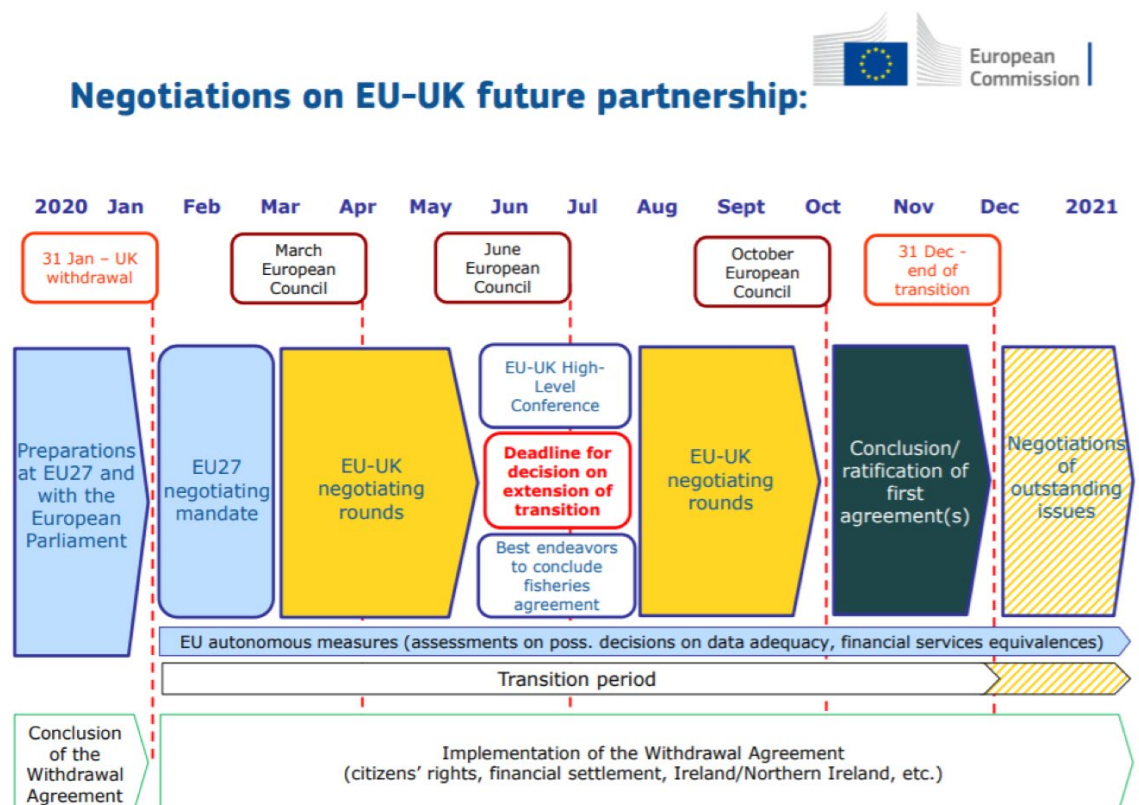 European
Commission
Negotiations on EU-UK future partnership:
2020 Jan Feb Mar Apr May Jun Jul Aug Sept Oct Nov Dec 2021
31 Jan – UK
withdrawal
March
European
Council
June
European
Council
October
European
Council
31 Dec -
end of
transition
Preparations
at EU27 and
with the
European
Parliament
EU27
negotiating
mandate
EU-UK
negotiating
rounds
EU-UK High-
Level
Conference
Deadline for
decision on
extension of
transition
Best endeavors
to conclude
fisheries
agreement
EU-UK
negotiating
rounds
Conclusion/
ratification of
first
agreement(s)
Negotiations
of
outstanding
issues
EU autonomous measures (assessments on poss. decisions on data adequacy, financial services equivalences)
Transition period
Conclusion
of the
Withdrawal
Agreement
Implementation of the Withdrawal Agreement
(citizens’ rights, financial settlement, Ireland/Northern Ireland, etc.)